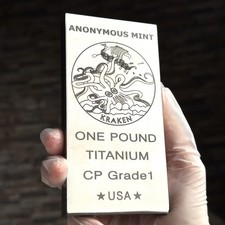 ANONYMOUS MINT
KRAKEN
ONE POUND
TITANIUM
CP Grade1
★USA★